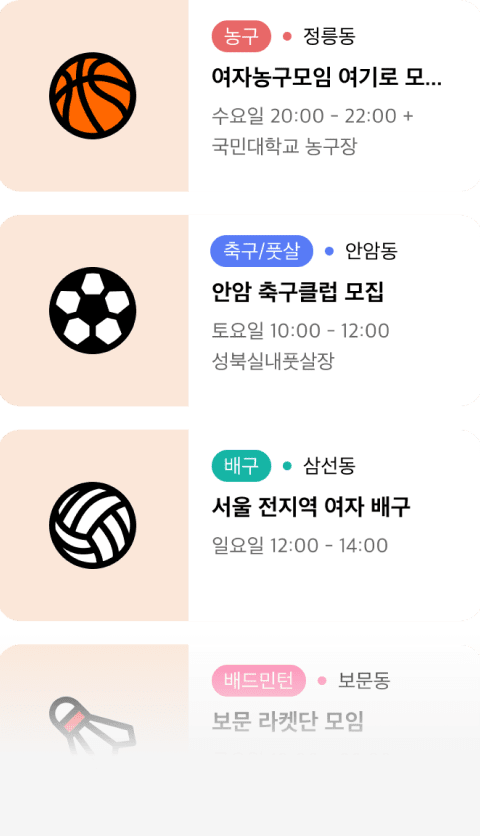 농구 • 정릉동
여자농구모임 여기로 모...
수요일 20:00 - 22:00 +
국민대학교 농구장
축구/풋살 • 안암동
안암 축구클럽 모집
토요일 10:00 - 12:00
성북실내풋살장
배구 • 삼선동
서울 전지역 여자 배구
일요일 12:00 - 14:00
배드민턴 • 보문동
보문 라켓단 모임